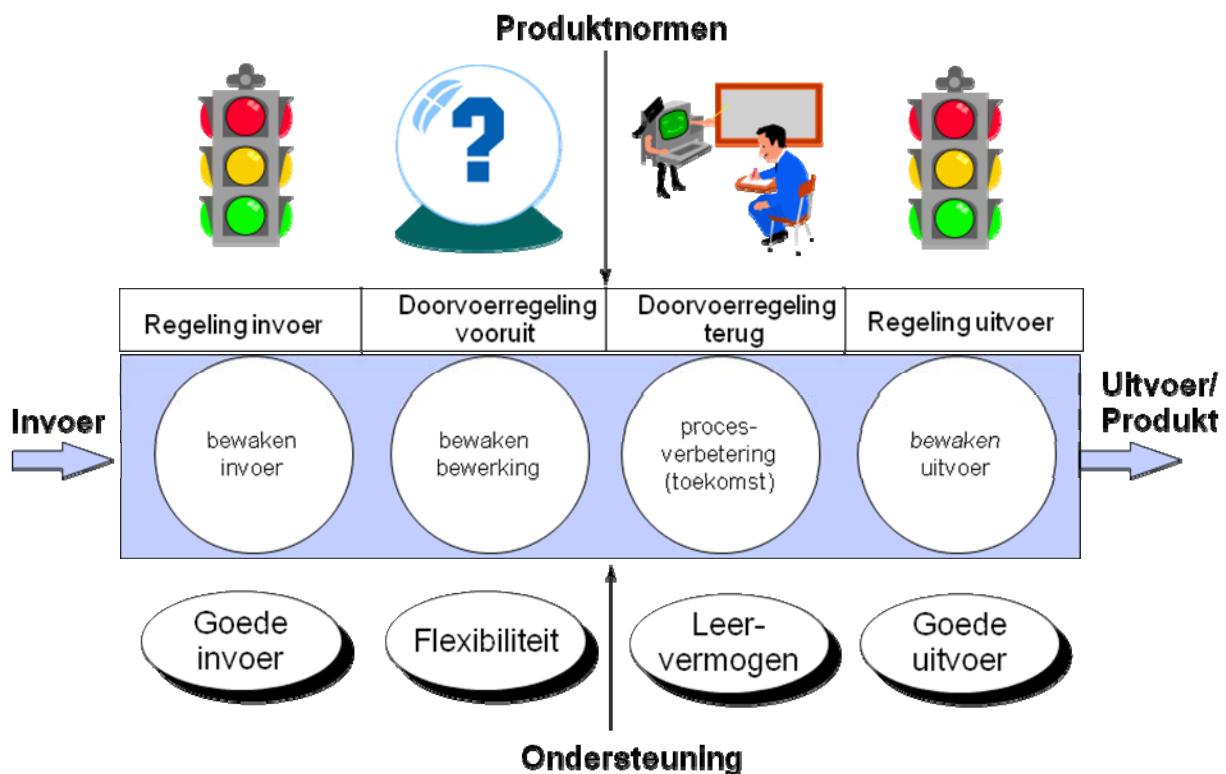 Produktnormen
?
Regeling invoer
Doorvoerregeling
vooruit
Doorvoerregeling
terug
Regeling uitvoer
Invoer
bewaken
invoer
bewaken
bewerking
proces-
verbetering
(toekomst)
bewaken
uitvoer
Uitvoer/
Produkt
Goede
invoer
Flexibiliteit
Leer-
vermogen
Goede
uitvoer
Ondersteuning